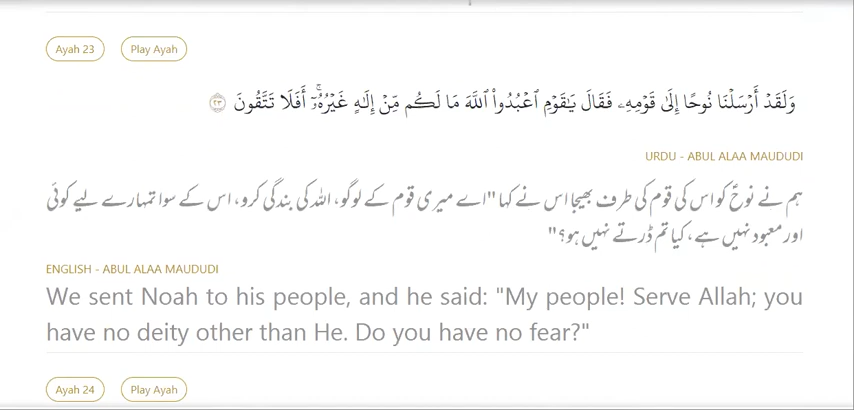 Ayah 23 Play Ayah
وَلَقَدْ أَرْسَلْنَا نُوحًا إِلَىٰ قَوْمِهِۦ فَقَالَ يَـٰقَوْمِ ٱعْبُدُوا۟ ٱللَّهَ مَا لَكُم مِّنْ إِلَـٰهٍ غَيْرُهُۥٓ ۚ أَفَلَا تَتَّقُونَ ٢٣
URDU - ABUL ALAA MAUDUDI
ہم نے نوحؑ کو اس کی قوم کی طرف بھیجا اس نے کہا "اے میری قوم کے لوگو، اللہ کی بندگی کرو، اس کے سوا تمہارے لیے کوئی
اور معبود نہیں ہے، کیا تم ڈرتے نہیں ہو؟"
ENGLISH - ABUL ALAA MAUDUDI
We sent Noah to his people, and he said: "My people! Serve Allah; you
have no deity other than He. Do you have no fear?"
Ayah 24 Play Ayah